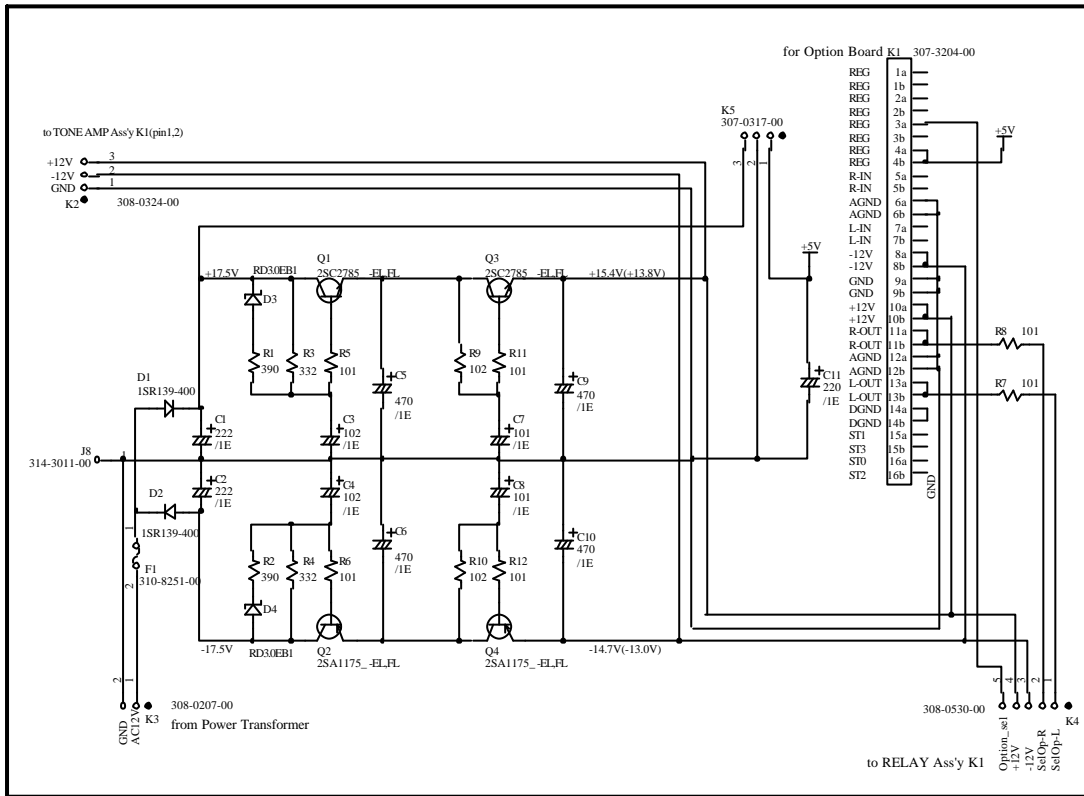 for Option Board K1 307-3204-00
REG 1a
REG 1b
REG 2a
REG 2b
REG 3a
REG 3b
REG 4a
REG 4b
R-IN 5a
R-IN 5b
AGND 6a
AGND 6b
L-IN 7a
L-IN 7b
-12V 8a
-12V 8b
GND 9a
GND 9b
+12V 10a
+12V 10b
R-OUT 11a
R-OUT 11b
AGND 12a
AGND 12b
L-OUT 13a
L-OUT 13b
DGND 14a
DGND 14b
ST1 15a
ST3 15b
ST0 16a
ST2 16b
GND
+5V
R8 101
R7 101
K5
307-0317-00
3 2 1
+5V
C11
220
/1E
to TONE AMP Ass'y K1(pin1,2)
+12V 3
-12V 2
GND 1
K2 308-0324-00
Q1
2SC2785 -EL,FL
Q3
2SC2785 -EL,FL
+17.5V
RD3.0EB1
+15.4V(+13.8V)
D3
R1
390
R3
332
R5
101
R9
102
R11
101
C5
470
/1E
C9
470
/1E
D1
1SR139-400
C1
222
/1E
C3
102
/1E
C7
101
/1E
J8
314-3011-00
C2
222
/1E
C4
102
/1E
C8
101
/1E
D2
1SR139-400
C6
470
/1E
C10
470
/1E
R2
390
R4
332
R6
101
R10
102
R12
101
1
F1
310-8251-00
2
D4
-17.5V
RD3.0EB1
Q2
2SA1175_ -EL,FL
Q4
2SA1175_ -EL,FL
-14.7V(-13.0V)
2 1
308-0207-00
K3
GND
AC12V
from Power Transformer
5 4 3 2 1
308-0530-00
K4
Option_sel
+12V
-12V
SelOp-R
SelOp-L
to RELAY Ass'y K1